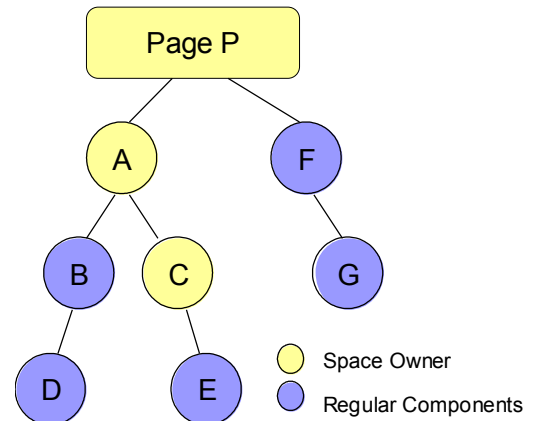 Page P
A
F
B
C
G
D
E
Space Owner
Regular Components